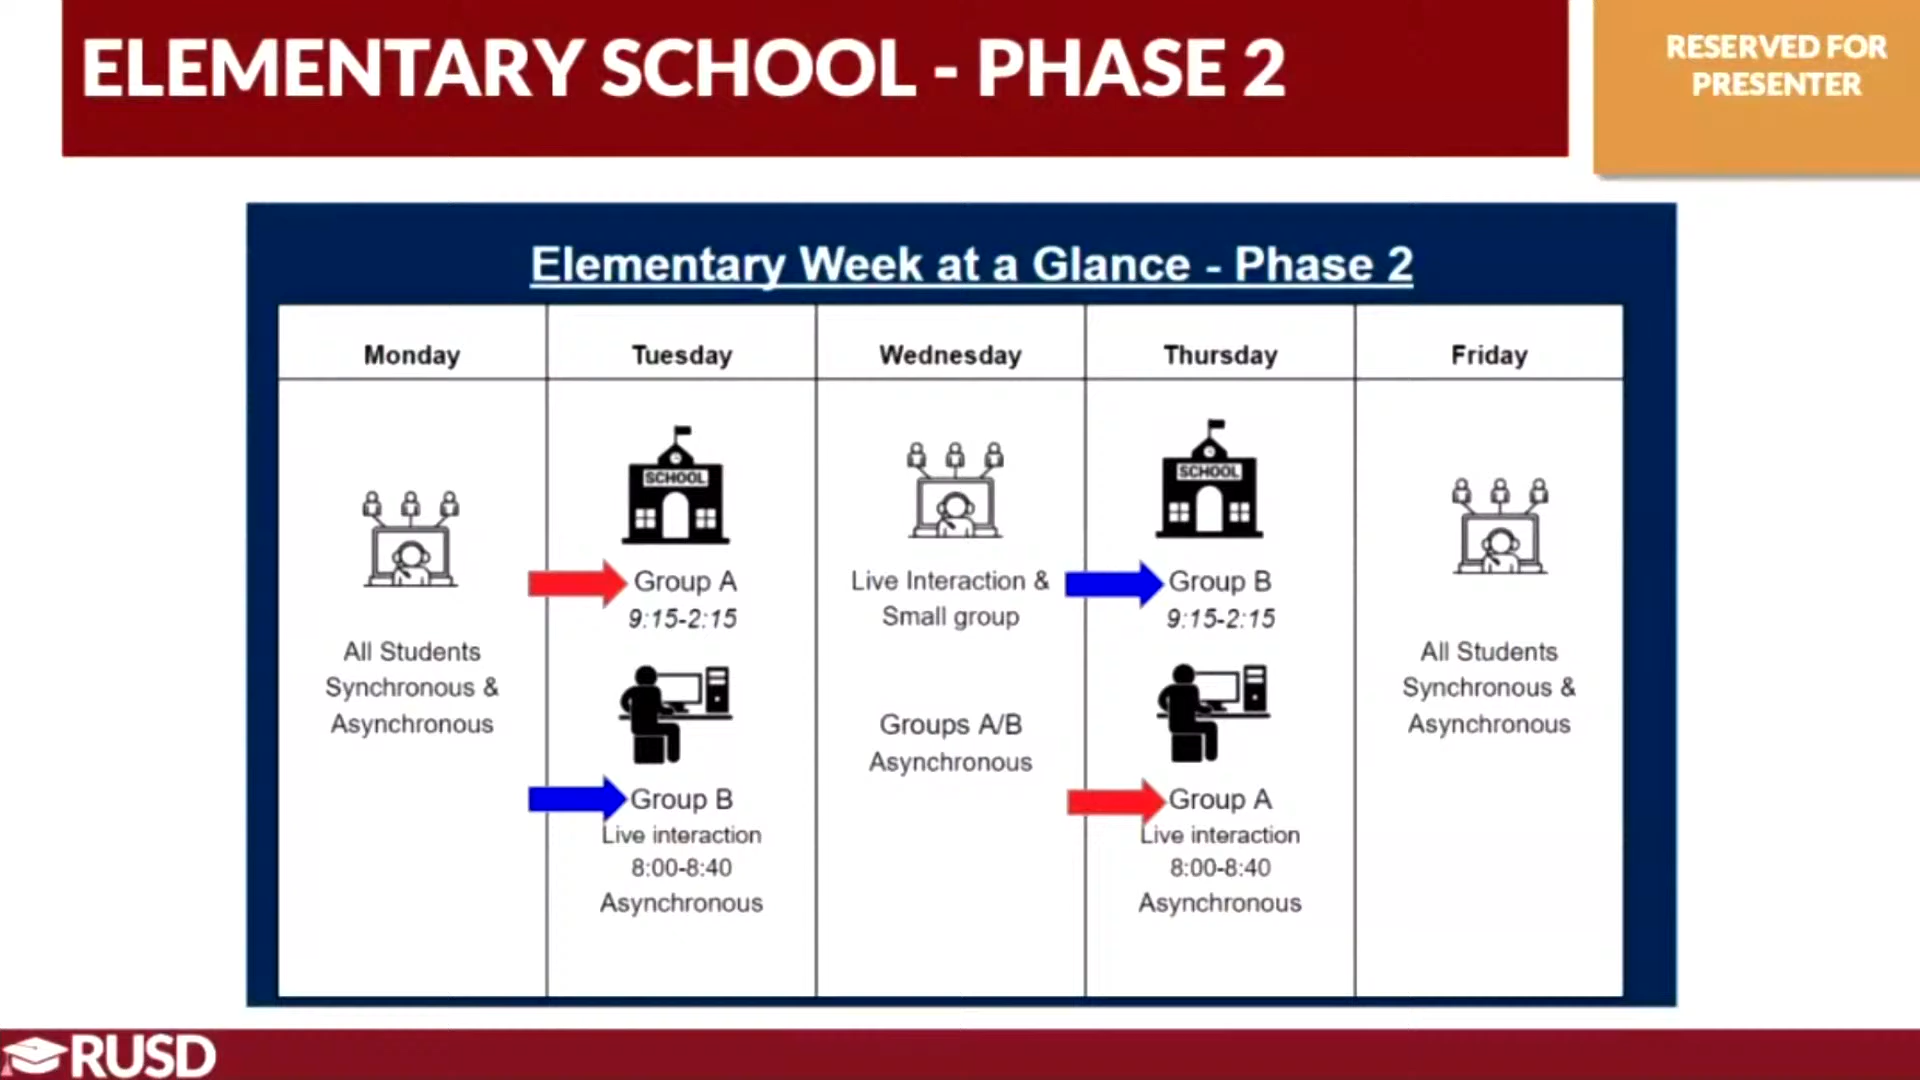 ELEMENTARY SCHOOL - PHASE 2
RESERVED FOR
PRESENTER
Elementary Week at a Glance - Phase 2
Monday
Tuesday
Wednesday
Thursday
Friday
All Students
Synchronous &
Asynchronous
SCHOOL
Group A
9:15-2:15
Group B
Live interaction
8:00-8:40
Asynchronous
Live Interaction &
Small group
Groups A/B
Asynchronous
SCHOOL
Group B
9:15-2:15
Group A
Live interaction
8:00-8:40
Asynchronous
All Students
Synchronous &
Asynchronous
RUSD